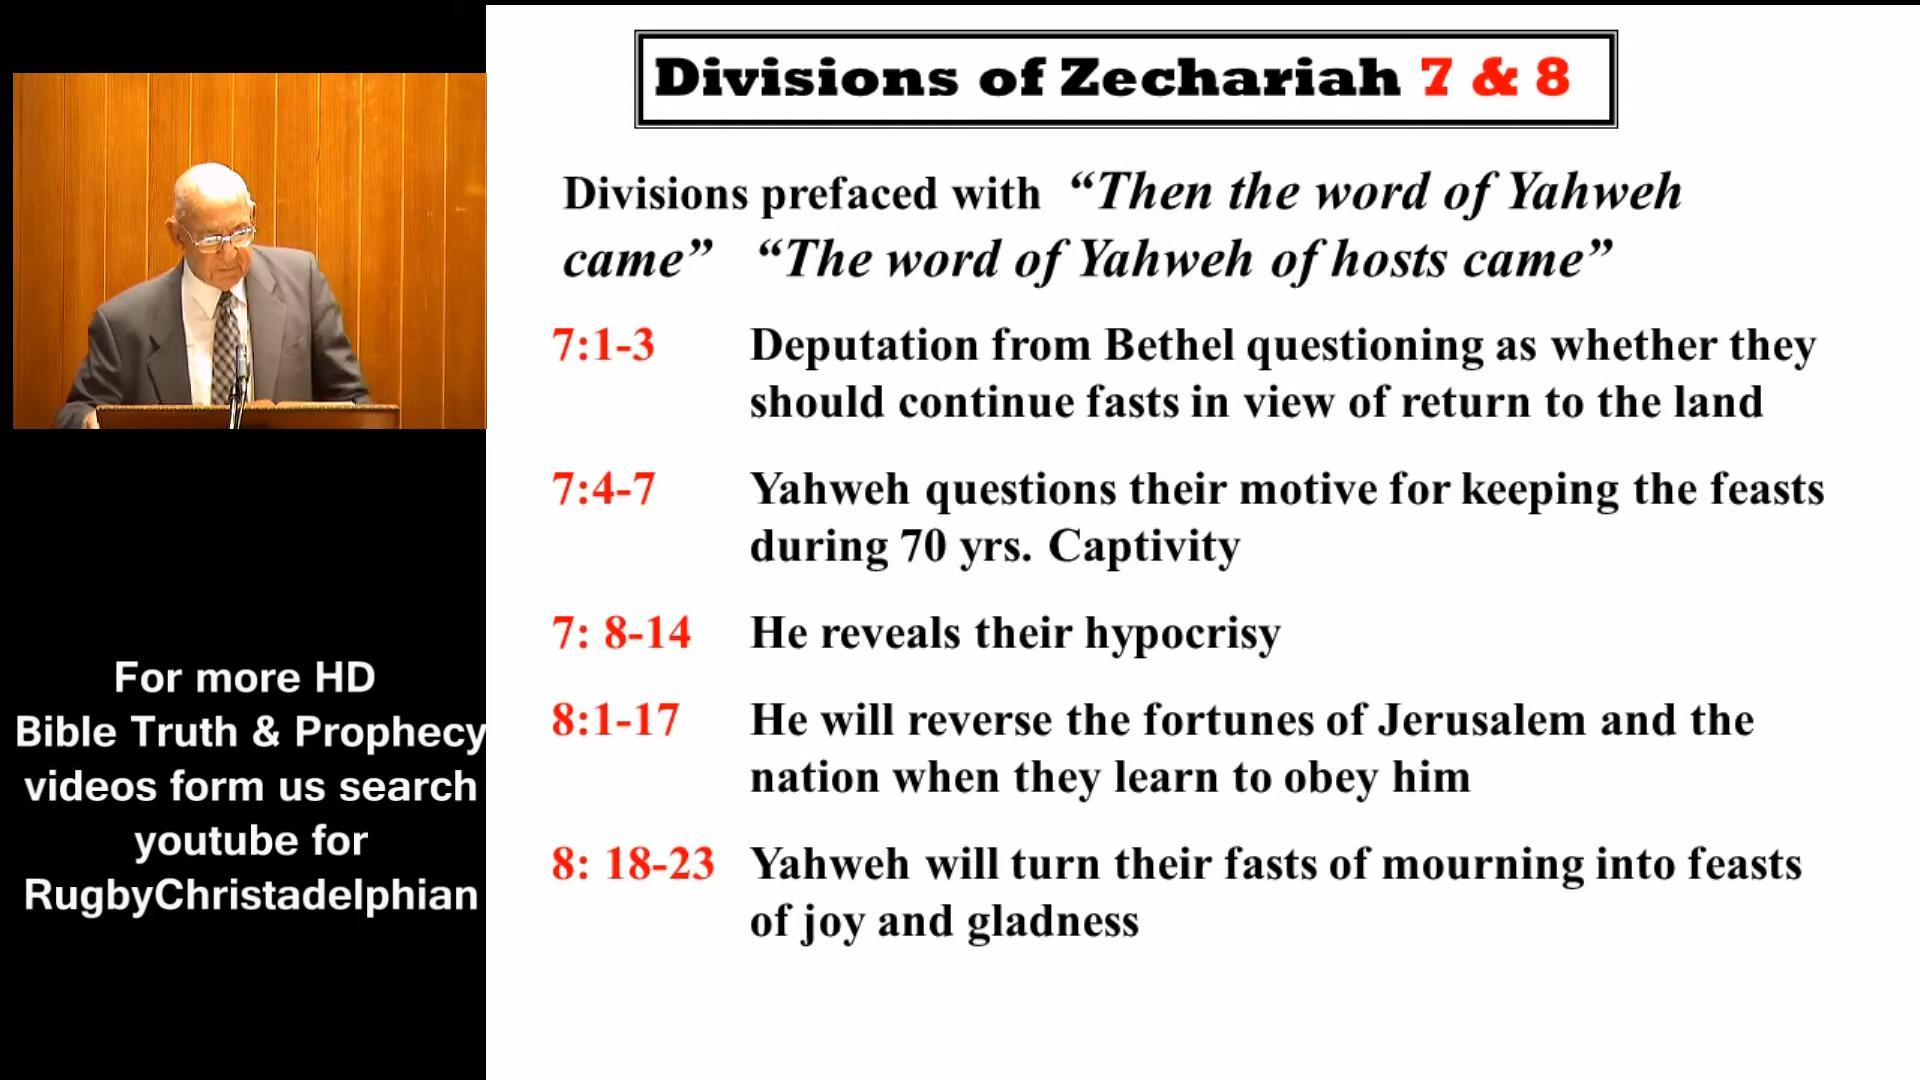 Divisions of Zechariah 7 & 8
Divisions prefaced with “Then the word of Yahweh
came” “The word of Yahweh of hosts came”
7:1-3 Deputation from Bethel questioning as whether they
should continue fasts in view of return to the land
7:4-7 Yahweh questions their motive for keeping the feasts
during 70 yrs. Captivity
7: 8-14 He reveals their hypocrisy
8:1-17 He will reverse the fortunes of Jerusalem and the
nation when they learn to obey him
8: 18-23 Yahweh will turn their fasts of mourning into feasts
of joy and gladness
For more HD
Bible Truth & Prophecy
videos form us search
youtube for
RugbyChristadelphian